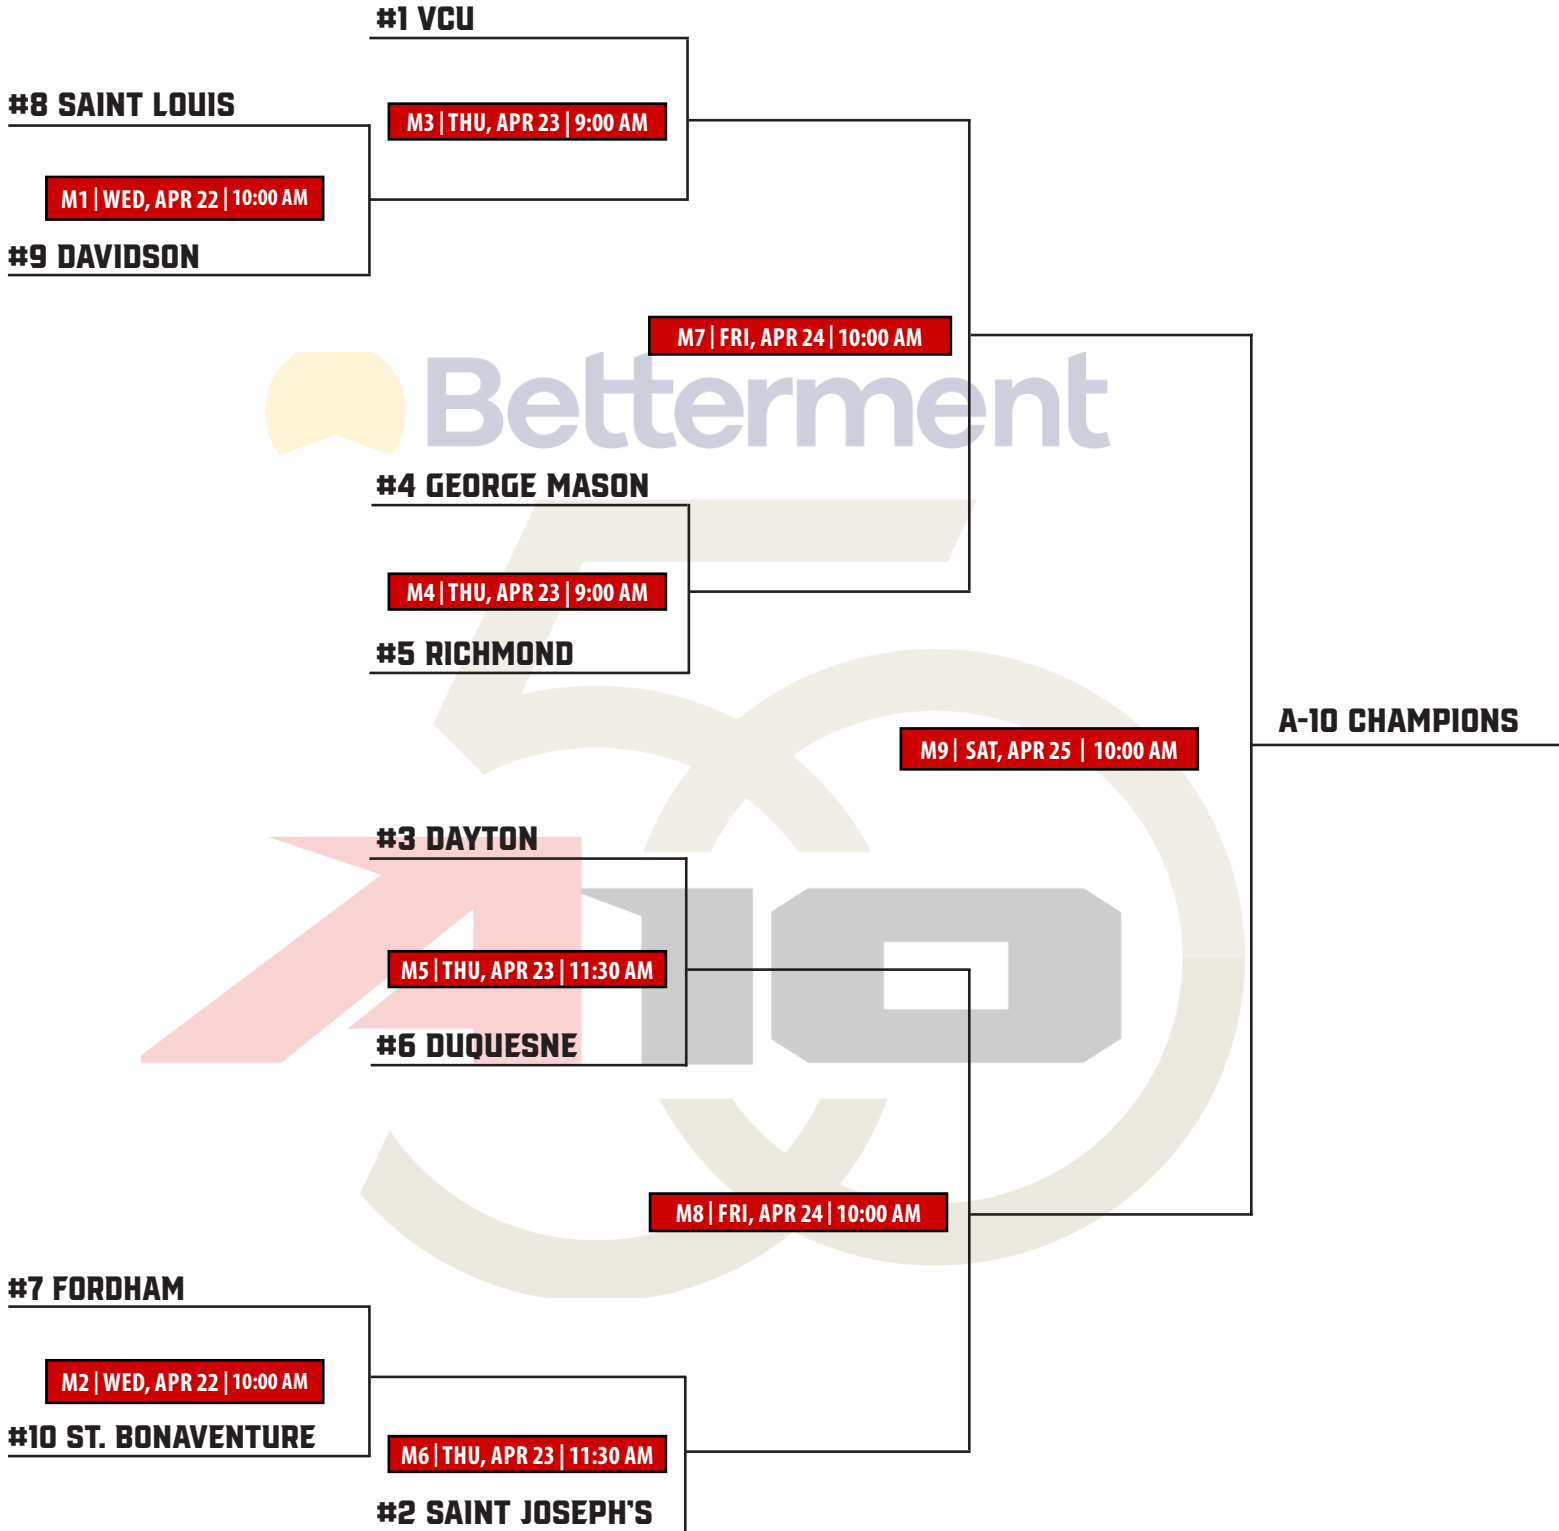 #1 VCU
#8 SAINT LOUIS
M3 | THU, APR 23 | 9:00 AM
M1 | WED, APR 22 | 10:00 AM
#9 DAVIDSON
M7 | FRI, APR 24 | 10:00 AM
Betterment
#4 GEORGE MASON
M4 | THU, APR 23 | 9:00 AM
#5 RICHMOND
50
A-10 CHAMPIONS
M9 | SAT, APR 25 | 10:00 AM
#3 DAYTON
A10
M5 | THU, APR 23 | 11:30 AM
#6 DUQUESNE
M8 | FRI, APR 24 | 10:00 AM
#7 FORDHAM
M2 | WED, APR 22 | 10:00 AM
#10 ST. BONAVENTURE
M6 | THU, APR 23 | 11:30 AM
#2 SAINT JOSEPH'S